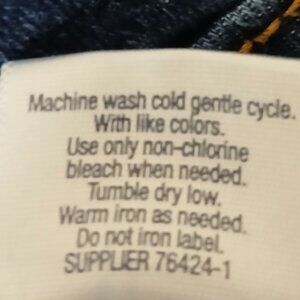 Machine wash cold gentle cycle.
With like colors.
Use only non-chlorine
bleach when needed.
Tumble dry low.
Warm iron as needed.
Do not iron label.
SUPPLIER 76424-1